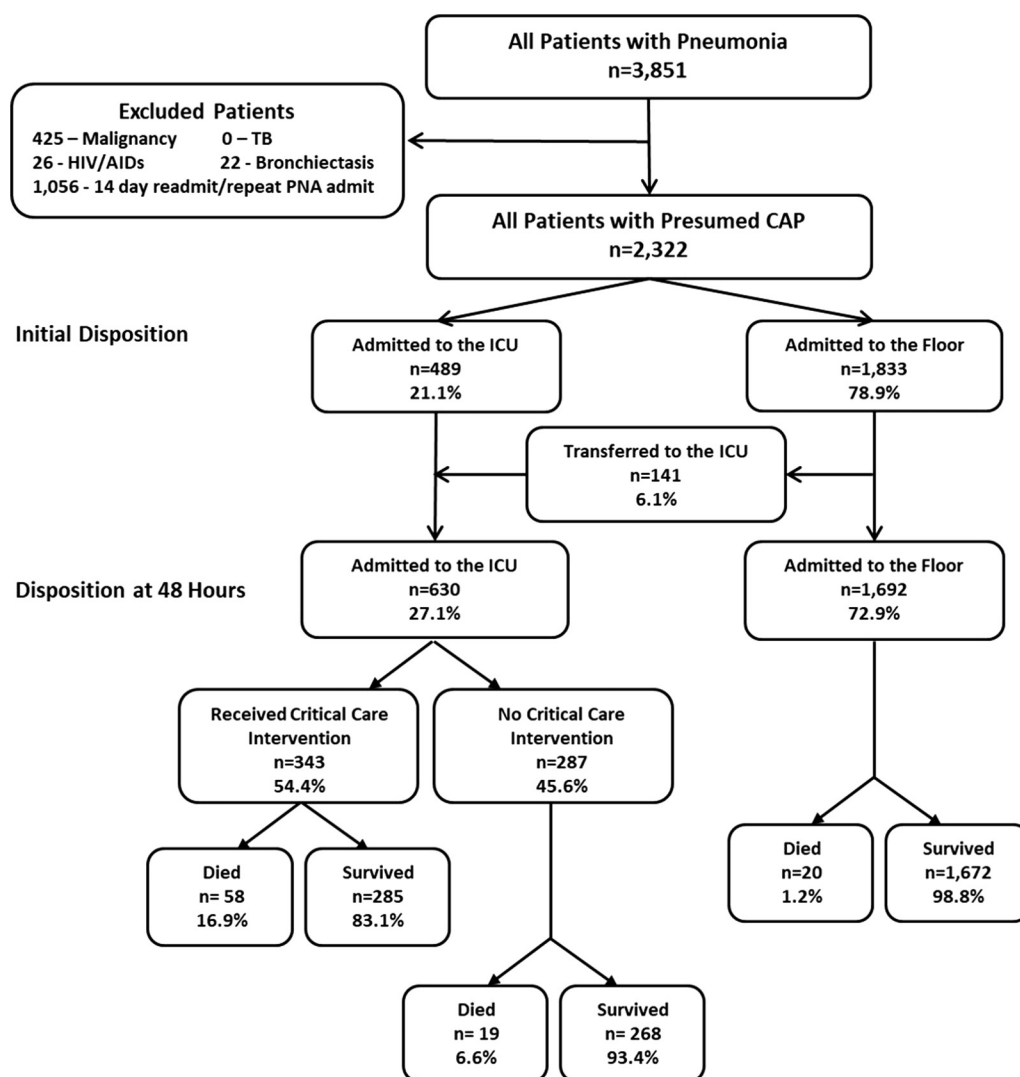 All Patients with Pneumonia
n=3,851
Excluded Patients
425 – Malignancy 0 – TB
26 - HIV/AIDs 22 - Bronchiectasis
1,056 - 14 day readmit/repeat PNA admit
All Patients with Presumed CAP
n=2,322
Initial Disposition
Admitted to the ICU
n=489
21.1%
Admitted to the Floor
n=1,833
78.9%
Transferred to the ICU
n=141
6.1%
Disposition at 48 Hours
Admitted to the ICU
n=630
27.1%
Admitted to the Floor
n=1,692
72.9%
Received Critical Care
Intervention
n=343
54.4%
No Critical Care
Intervention
n=287
45.6%
Died
n= 58
16.9%
Survived
n=285
83.1%
Died
n=20
1.2%
Survived
n=1,672
98.8%
Died
n= 19
6.6%
Survived
n= 268
93.4%